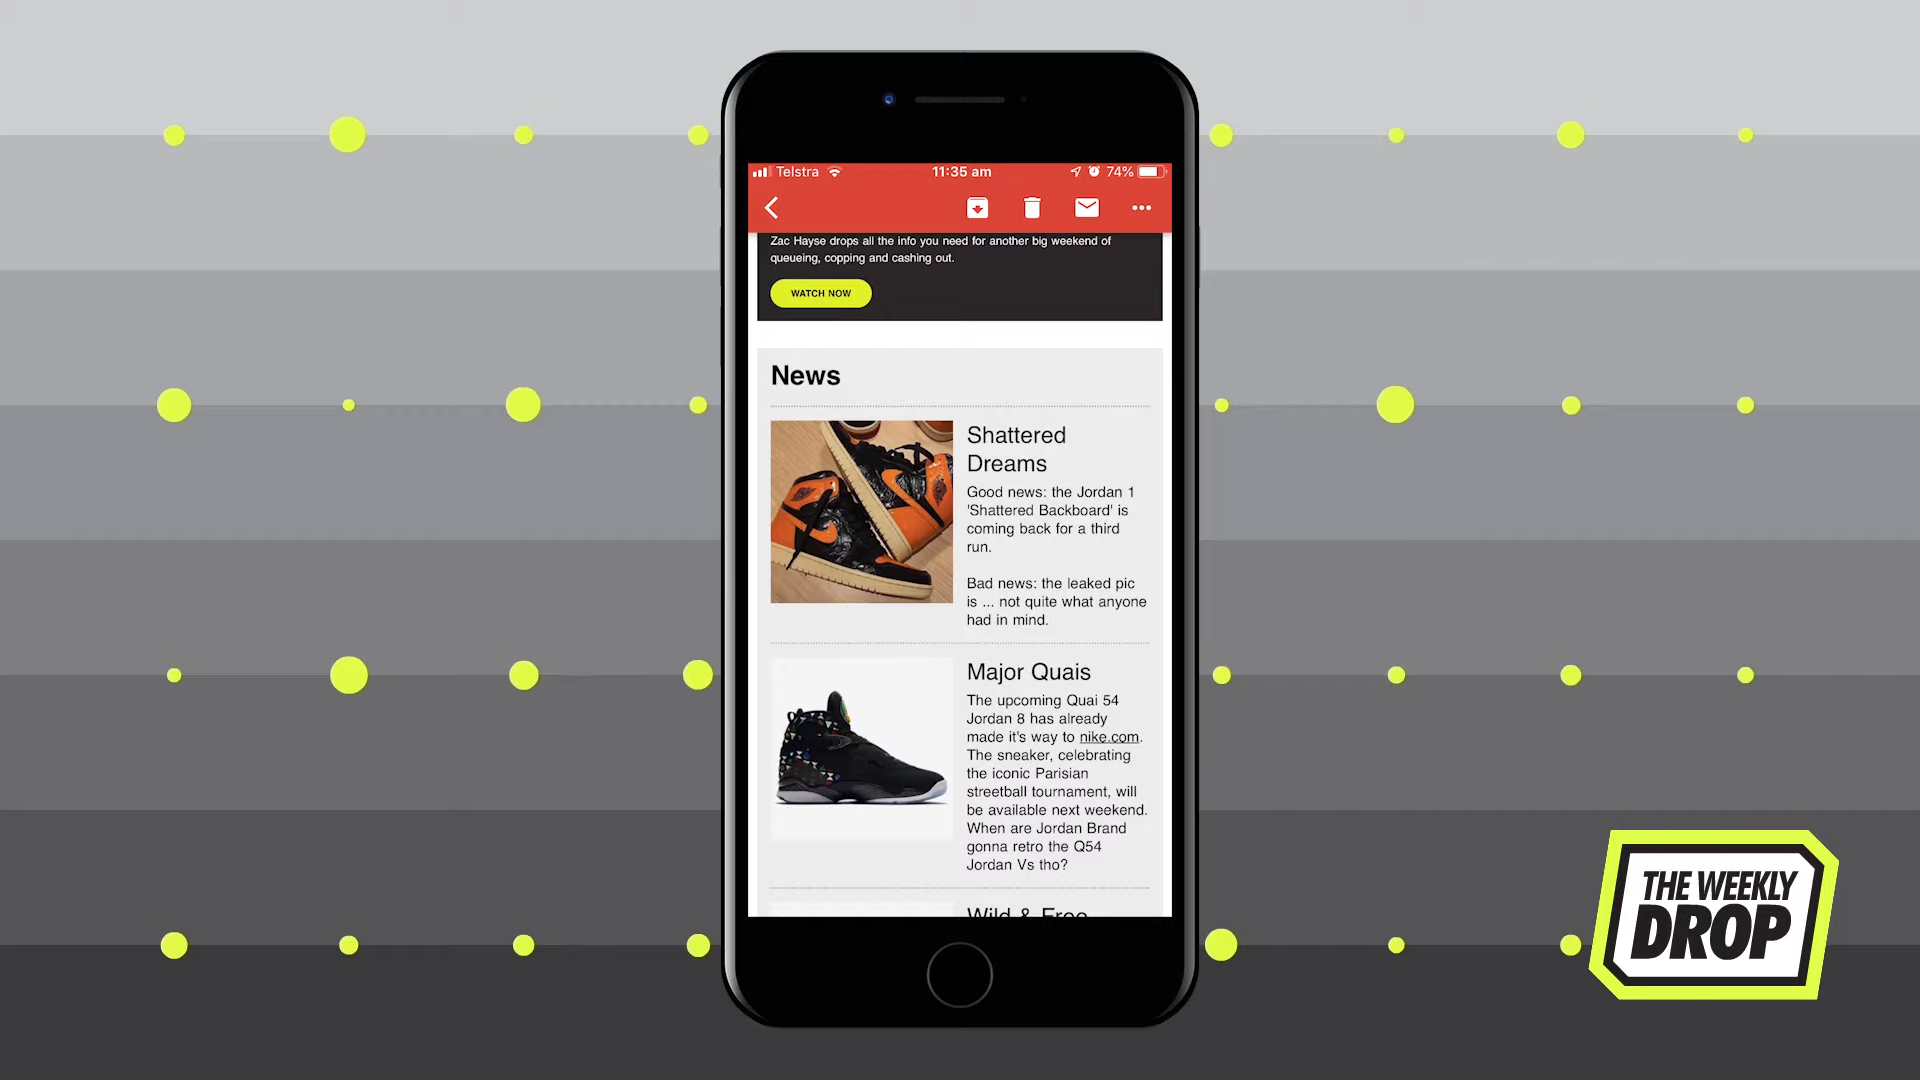 Telstra 11:35 am 74%
Zac Hayse drops all the info you need for another big weekend of
queueing, copping and cashing out.
WATCH NOW
News
Shattered
Dreams
Good news: the Jordan 1
'Shattered Backboard' is
coming back for a third
run.
Bad news: the leaked pic
is ... not quite what anyone
had in mind.
Major Quais
The upcoming Quai 54
Jordan 8 has already
made it's way to nike.com.
The sneaker, celebrating
the iconic Parisian
streetball tournament, will
be available next weekend.
When are Jordan Brand
gonna retro the Q54
Jordan Vs tho?
Wild & Free
THE WEEKLY
DROP